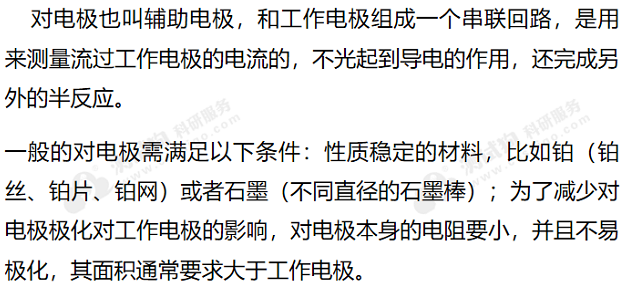 对电极也叫辅助电极，和工作电极组成一个串联回路，是用
来测量流过工作电极的电流的，不光起到导电的作用，还完成另
外的半反应。
一般的对电极需满足以下条件：性质稳定的材料，比如铂（铂
丝、铂片、铂网）或者石墨（不同直径的石墨棒）；为了减少对
电极极化对工作电极的影响，对电极本身的电阻要小，并且不易
极化，其面积通常要求大于工作电极。